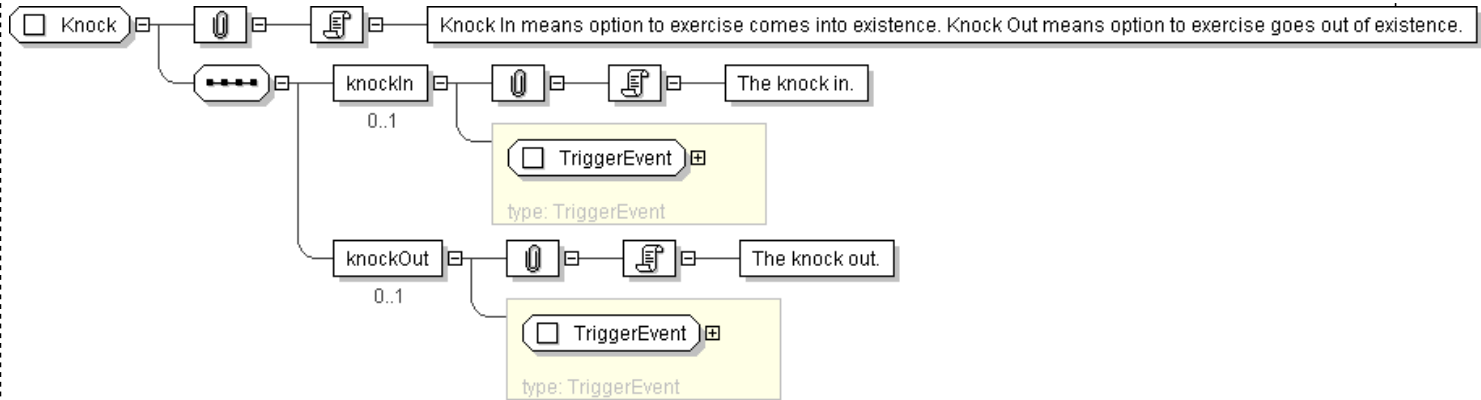 Knock
Knock In means option to exercise comes into existence. Knock Out means option to exercise goes out of existence.
knockIn
The knock in.
0..1
TriggerEvent
type: TriggerEvent
knockOut
The knock out.
0..1
TriggerEvent
type: TriggerEvent